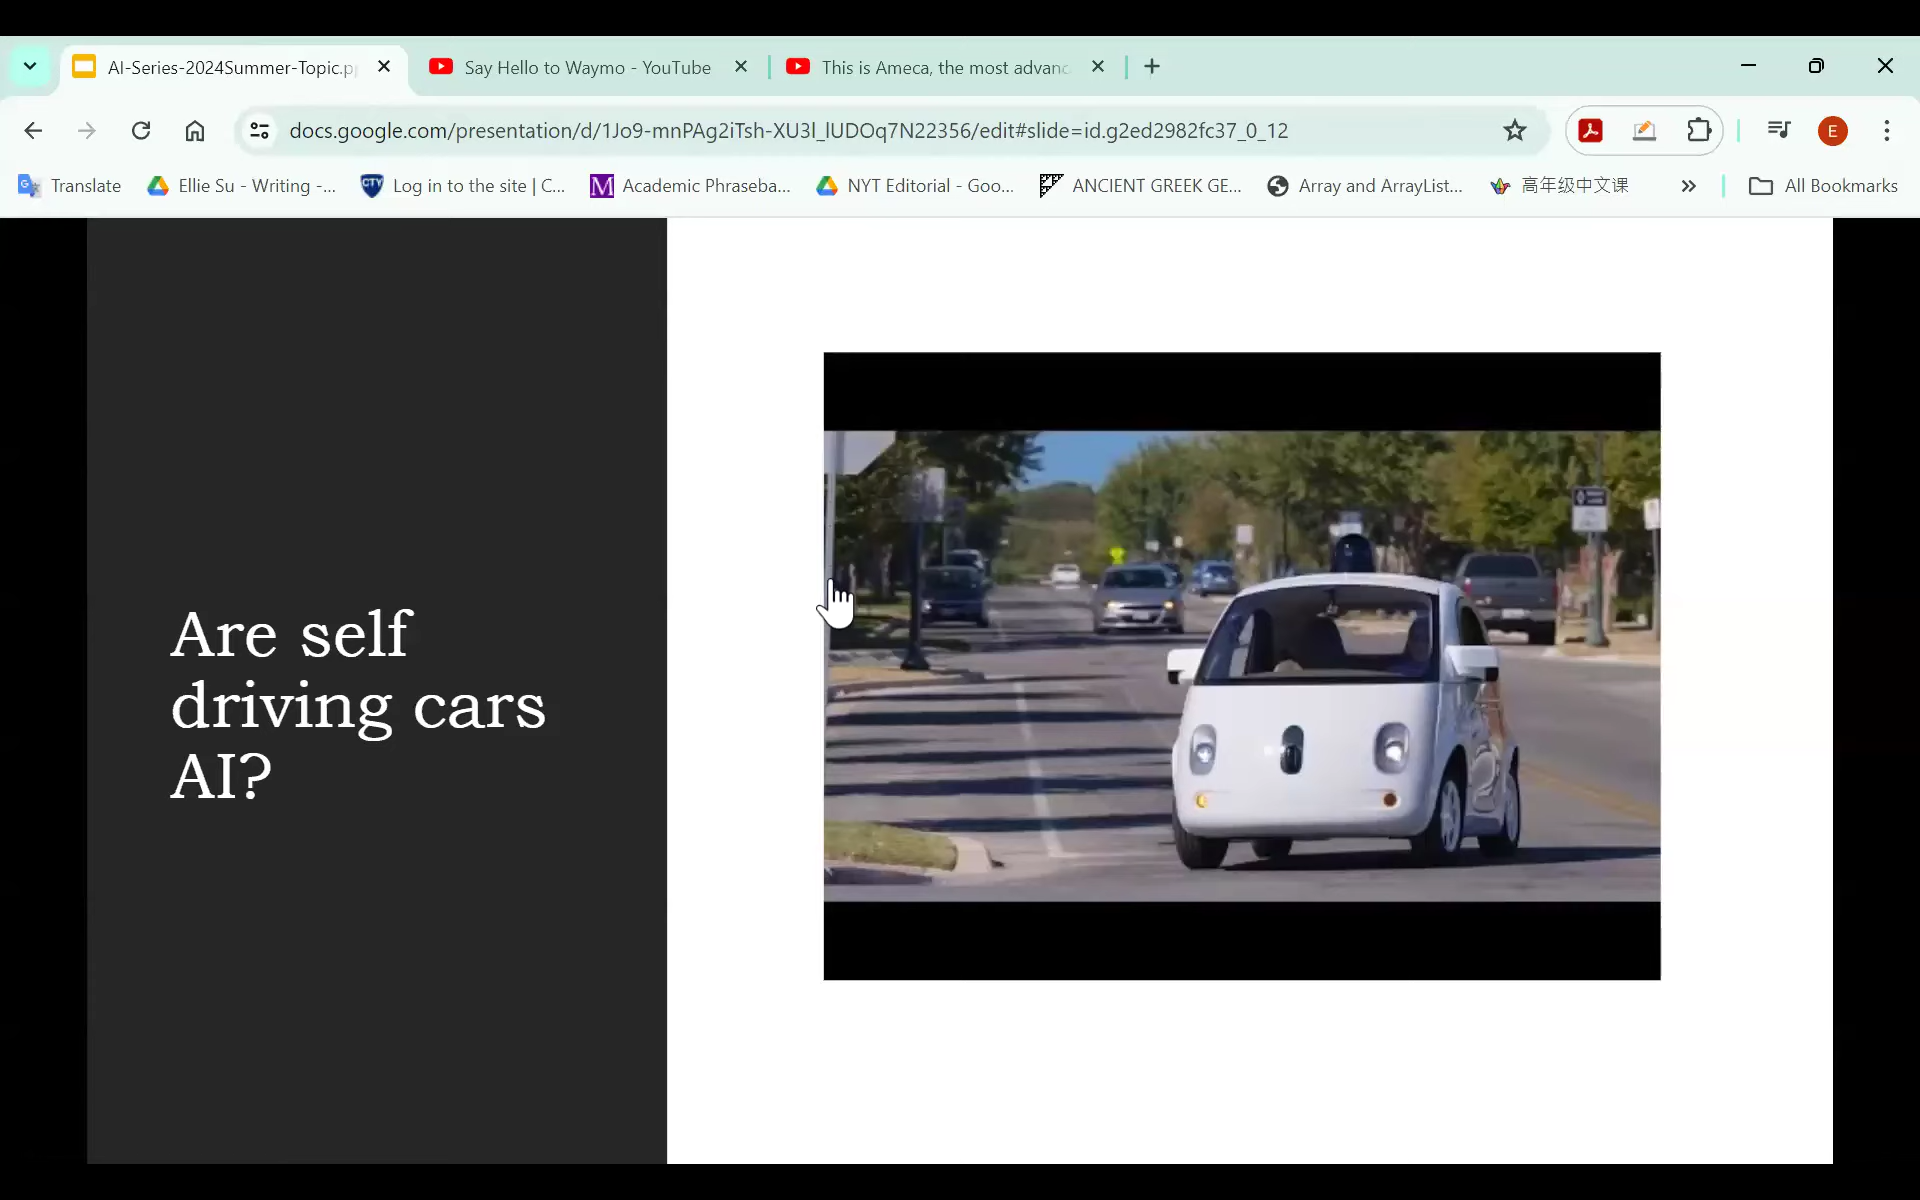 AI-Series-2024Summer-Topic.p
Say Hello to Waymo - YouTube
This is Ameca, the most advanc
docs.google.com/presentation/d/1Jo9-mnPAg2iTsh-XU3l_lUDOq7N22356/edit#slide=id.g2ed2982fc37_0_12
E
Translate
Ellie Su - Writing -...
CTY
Log in to the site | C...
M
Academic Phraseba...
NYT Editorial - Goo...
ANCIENT GREEK GE...
Array and ArrayList...
高年级中文课
All Bookmarks
Are self
driving cars
AI?